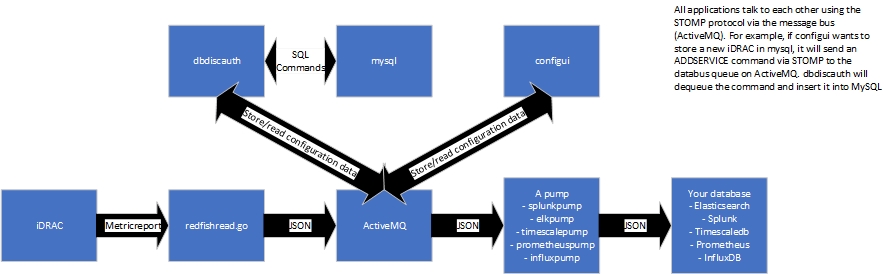 All applications talk to each other using the
STOMP protocol via the message bus
(ActiveMQ). For example, if configui wants to
store a new iDRAC in mysql, it will send an
ADDSERVICE command via STOMP to the
databus queue on ActiveMQ. dbdiscauth will
dequeue the command and insert it into MySQL
dbdiscauth
SQL
Commands
mysql
configui
Store/read configuration data
Store/read configuration data
iDRAC
Metricreport
redfishread.go
JSON
ActiveMQ
JSON
A pump
- splunkpump
- elkpump
- timescalepump
- prometheuspump
- influxpump
JSON
Your database
- Elasticsearch
- Splunk
- Timescaledb
- Prometheus
- InfluxDB